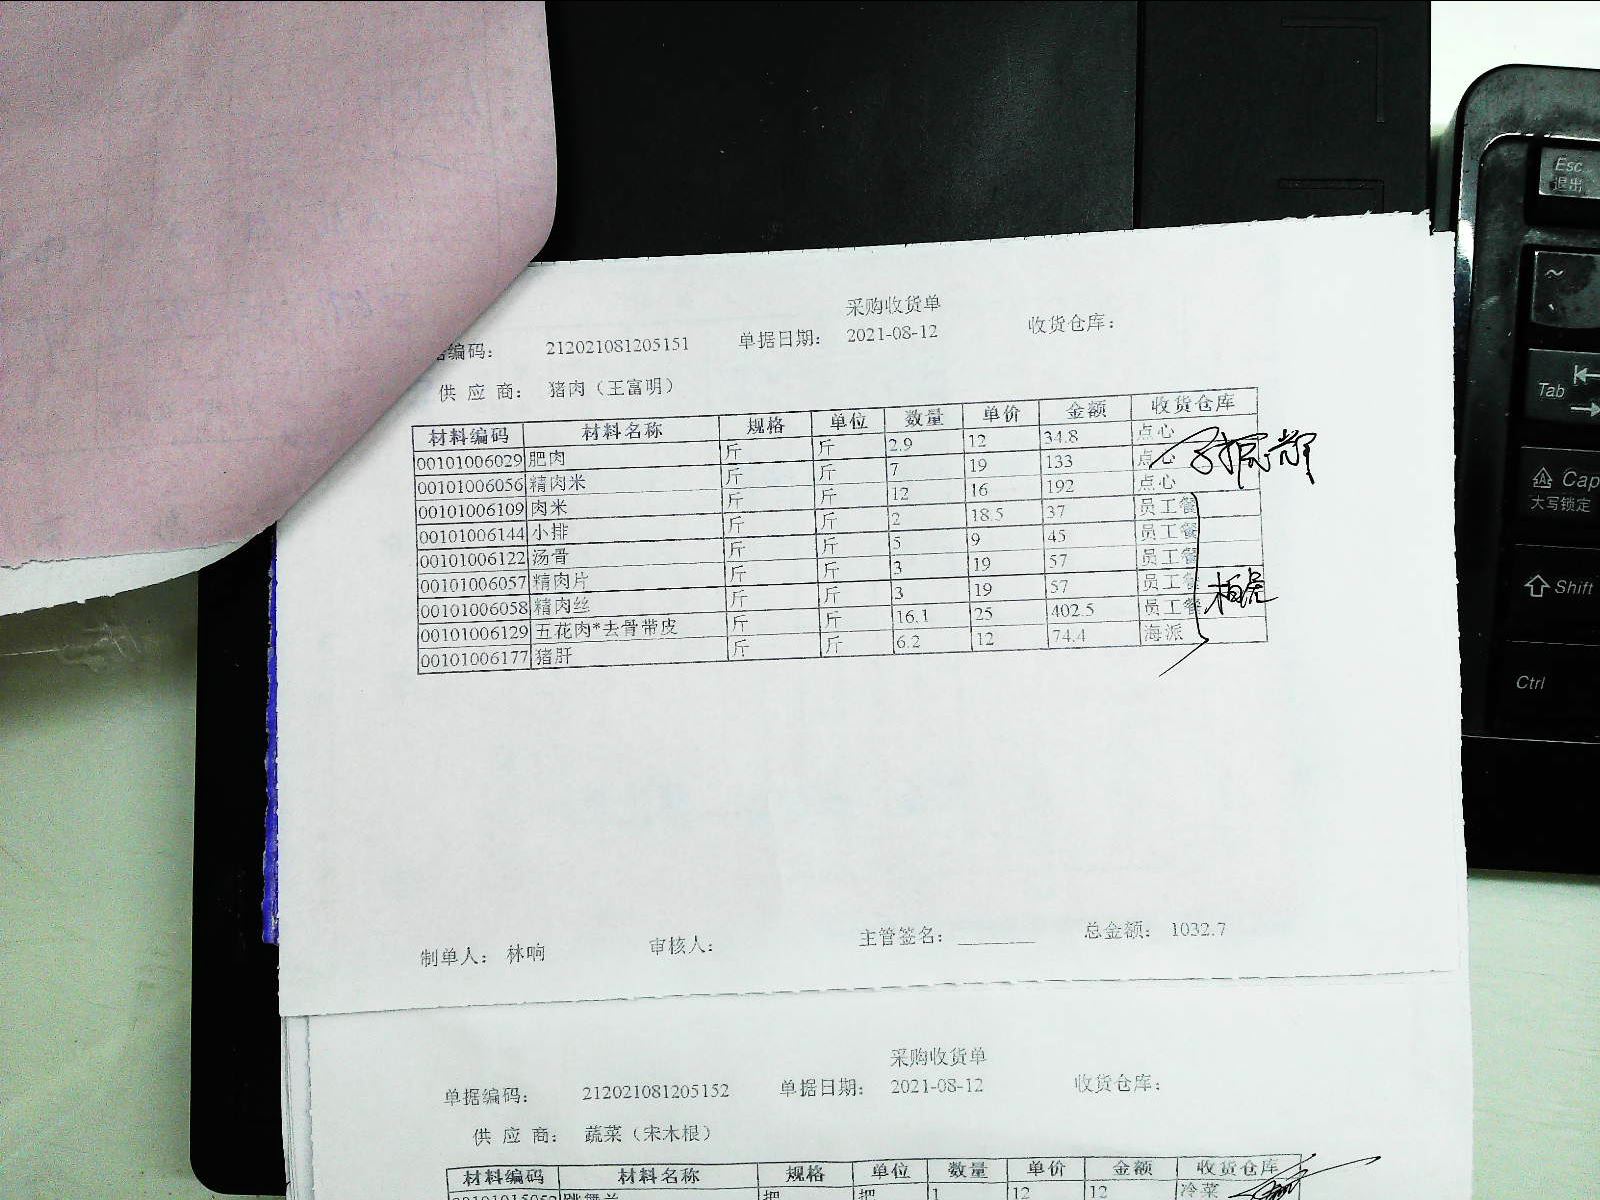 采购收货单
据编码： 212021081205151 单据日期： 2021-08-12 收货仓库：
供 应 商： 猪肉（王富明）
材料编码 材料名称 规格 单位 数量 单价 金额 收货仓库
00101006029 肥肉 斤 斤 2.9 12 34.8 点心
00101006056 精肉米 斤 斤 7 19 133 点心
00101006109 肉米 斤 斤 12 16 192 点心
00101006144 小排 斤 斤 2 18.5 37 员工餐
00101006122 汤骨 斤 斤 5 9 45 员工餐
00101006057 精肉片 斤 斤 3 19 57 员工餐
00101006058 精肉丝 斤 斤 3 19 57 员工餐
00101006129 五花肉*去骨带皮 斤 斤 16.1 25 402.5 员工餐
00101006177 猪肝 斤 斤 6.2 12 74.4 海派
制单人： 林响 审核人： 主管签名： 总金额： 1032.7
采购收货单
单据编码： 212021081205152 单据日期： 2021-08-12 收货仓库：
供 应 商： 蔬菜（宋木根）
材料编码 材料名称 规格 单位 数量 单价 金额 收货仓库
把 把 1 12 12 冷菜
Esc
退出
~
Tab
Cap
大写锁定
Shift
Ctrl